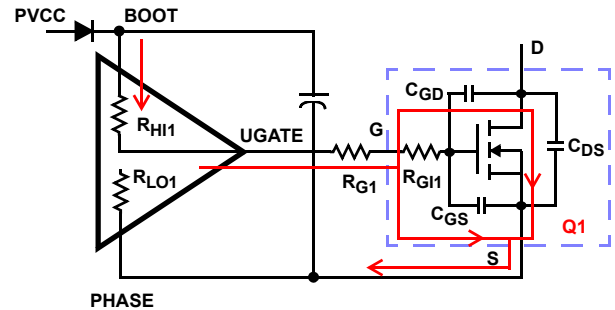 PVCC
BOOT
D
CGD
RHI1
UGATE
G
CDS
RLO1
RG1
RGI1
CGS
Q1
S
PHASE